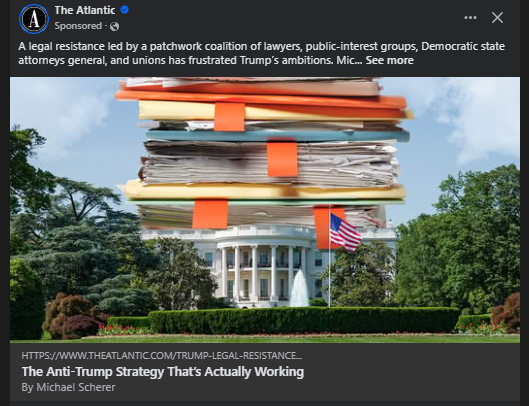 The Atlantic
Sponsored ·
A legal resistance led by a patchwork coalition of lawyers, public-interest groups, Democratic state
attorneys general, and unions has frustrated Trump's ambitions. Mic... See more
HTTPS://WWW.THEATLANTIC.COM/TRUMP-LEGAL-RESISTANCE...
The Anti-Trump Strategy That's Actually Working
By Michael Scherer